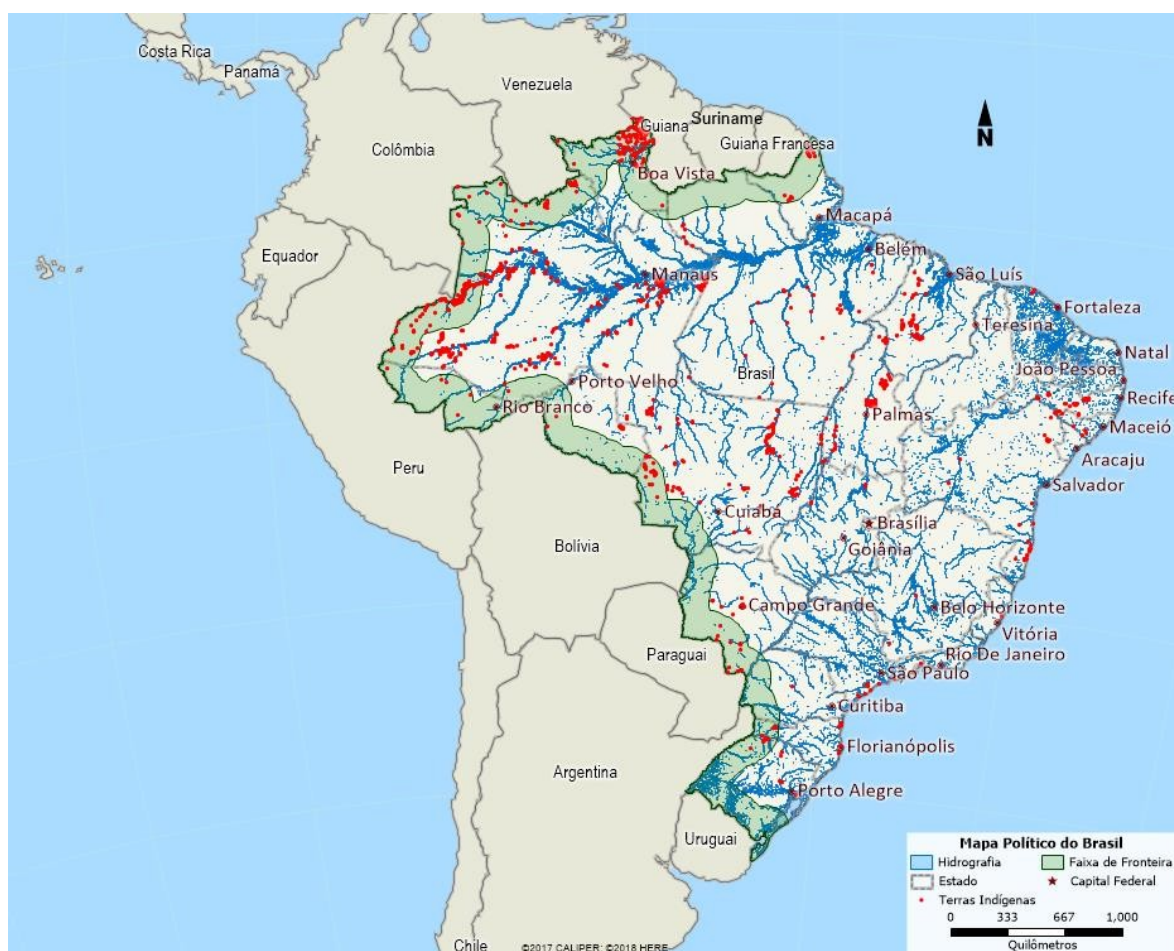 Costa Rica
Panamá
Venezuela
Colômbia
Guiana
Suriname
Guiana Francesa
Boa Vista
Equador
Macapá
Belém
Manaus
São Luís
Fortaleza
Teresina
Natal
João Pessoa
Brasil
Porto Velho
Rio Branco
Recife
Palmas
Maceió
Aracaju
Peru
Salvador
Cuiabá
Brasília
Goiânia
Bolívia
Campo Grande
Belo Horizonte
Vitória
Paraguai
Rio De Janeiro
São Paulo
Curitiba
Florianópolis
Argentina
Porto Alegre
Uruguai
Chile
N
Mapa Político do Brasil
Hidrografia
Faixa de Fronteira
Estado
Capital Federal
Terras Indígenas
0 333 667 1,000
Quilômetros
©2017 CALIPER; ©2018 HERE